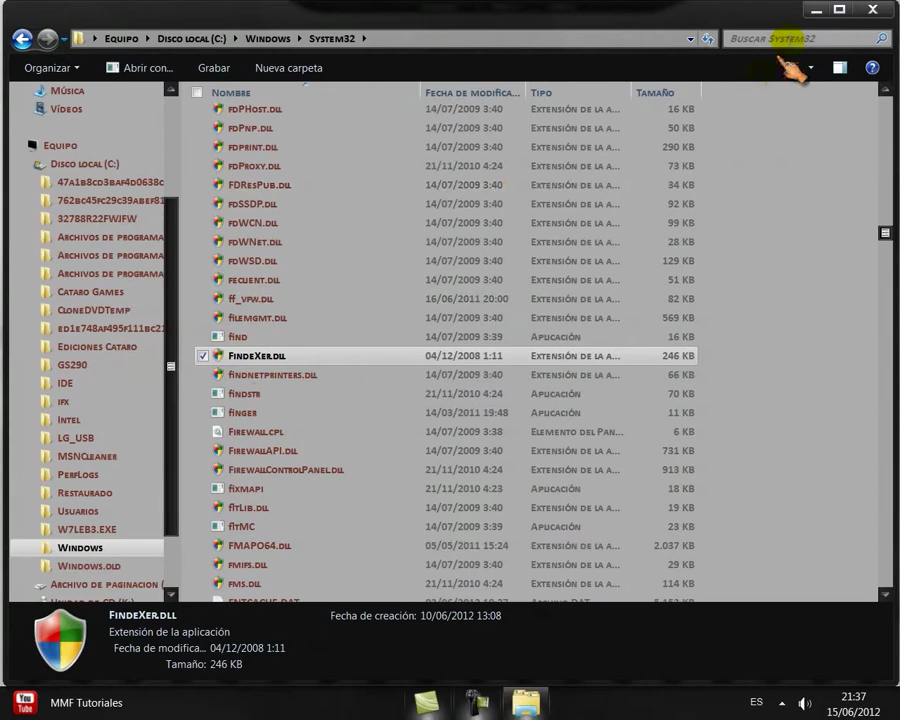 Equipo Disco local (C:) Windows System32 Buscar System32
Organizar Abrir con... Grabar Nueva carpeta
Música
Vídeos
Equipo
Disco local (C:)
47a1b8cd3baf4d0638c
762bc45fc29c39abef81
32788R22FWJFW
Archivos de programa
Archivos de programa
Archivos de programa
Cataro Games
CloneDVDTemp
ed1e748af495f111bc21
Ediciones Cataro
GS290
IDE
ifx
Intel
LG_USB
MSNCleaner
PerfLogs
Restaurado
Usuarios
W7LEB3.EXE
Windows
Windows.old
Archivo de paginacion (
Nombre Fecha de modifica... Tipo Tamaño
fdPHost.dll 14/07/2009 3:40 Extensión de la a... 16 KB
fdPnp.dll 14/07/2009 3:40 Extensión de la a... 50 KB
fdprint.dll 14/07/2009 3:40 Extensión de la a... 290 KB
fdProxy.dll 21/11/2010 4:24 Extensión de la a... 73 KB
FDResPub.dll 14/07/2009 3:40 Extensión de la a... 34 KB
fdSSDP.dll 14/07/2009 3:40 Extensión de la a... 92 KB
fdWCN.dll 14/07/2009 3:40 Extensión de la a... 99 KB
fdWNet.dll 14/07/2009 3:40 Extensión de la a... 28 KB
fdWSD.dll 14/07/2009 3:40 Extensión de la a... 129 KB
feclient.dll 14/07/2009 3:40 Extensión de la a... 51 KB
ff_vfw.dll 16/06/2011 20:00 Extensión de la a... 82 KB
filemgmt.dll 14/07/2009 3:40 Extensión de la a... 569 KB
find 14/07/2009 3:39 Aplicación 16 KB
FindeXer.dll 04/12/2008 1:11 Extensión de la a... 246 KB
findnetprinters.dll 14/07/2009 3:40 Extensión de la a... 66 KB
findstr 21/11/2010 4:24 Aplicación 70 KB
finger 14/03/2011 19:48 Aplicación 11 KB
Firewall.cpl 14/07/2009 3:38 Elemento del Pan... 6 KB
FirewallAPI.dll 14/07/2009 3:40 Extensión de la a... 731 KB
FirewallControlPanel.dll 21/11/2010 4:24 Extensión de la a... 913 KB
fixmapi 21/11/2010 4:23 Aplicación 18 KB
fltLib.dll 14/07/2009 3:40 Extensión de la a... 19 KB
fltMC 14/07/2009 3:39 Aplicación 23 KB
FMAPO64.dll 05/05/2011 15:24 Extensión de la a... 2.037 KB
fmifs.dll 14/07/2009 3:40 Extensión de la a... 29 KB
fms.dll 14/07/2009 3:40 Extensión de la a... 114 KB
FindeXer.dll Fecha de creación: 10/06/2012 13:08
Extensión de la aplicación
Fecha de modifica... 04/12/2008 1:11
Tamaño: 246 KB
You Tube MMF Tutoriales ES 21:37
15/06/2012